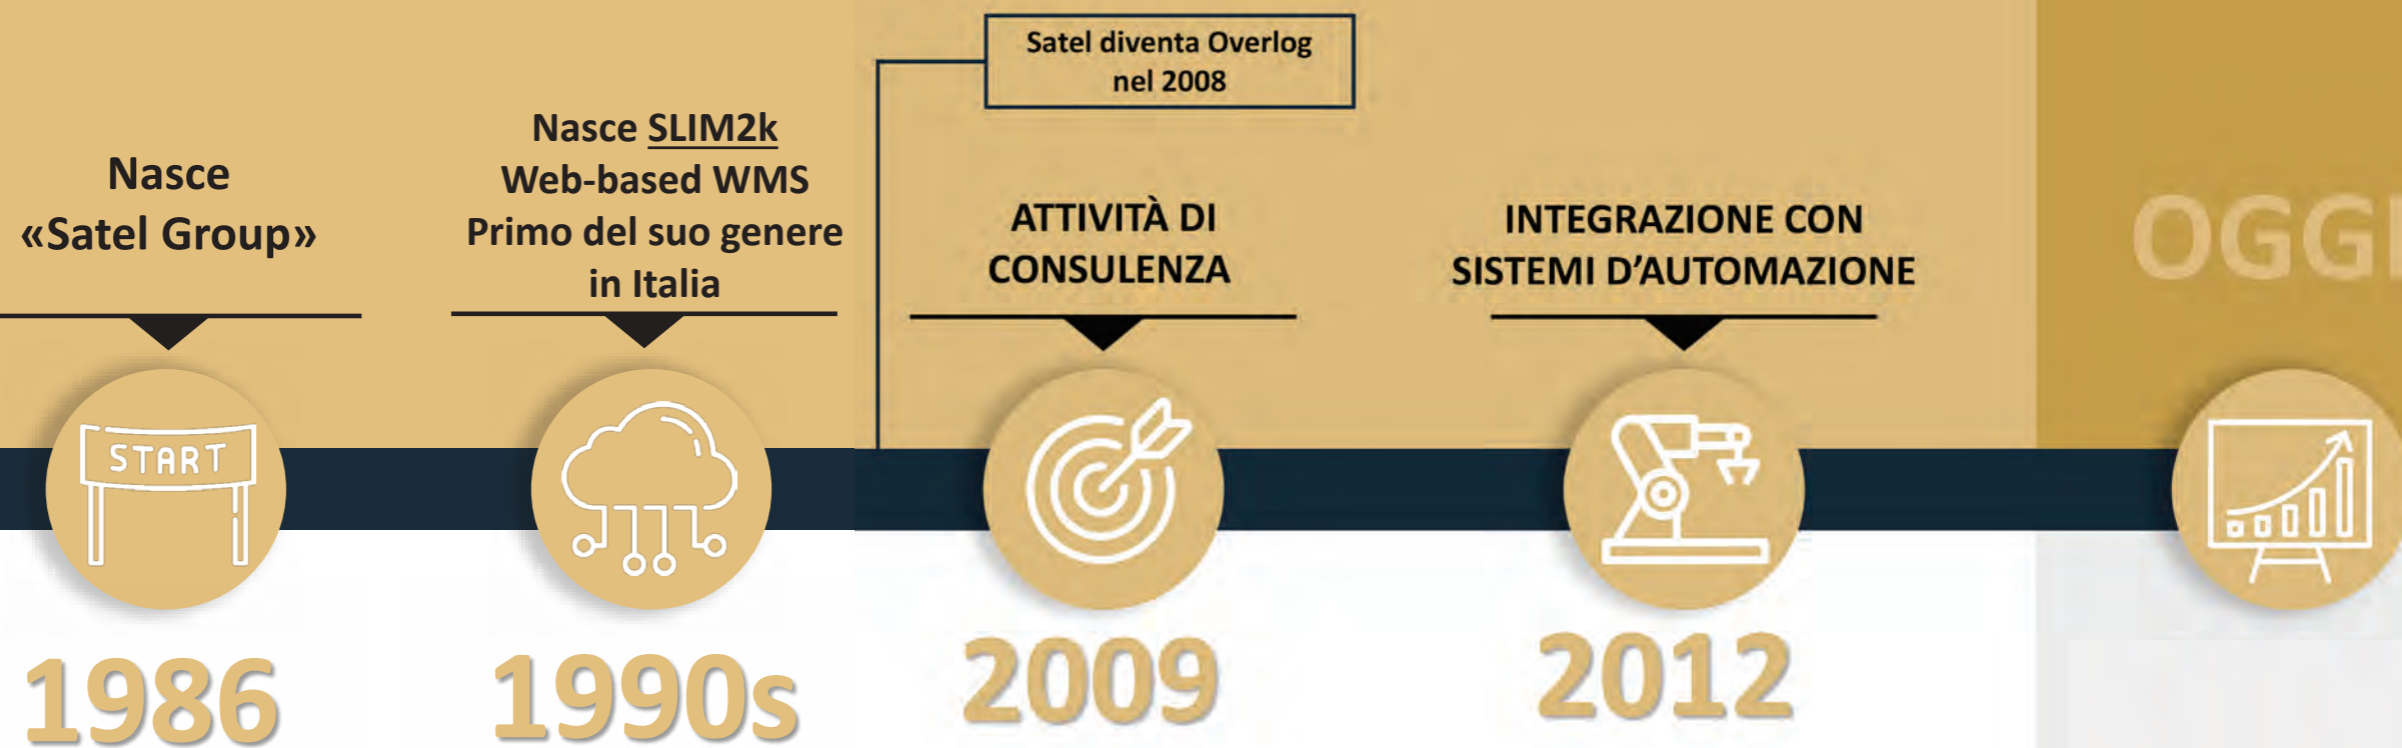 Nasce
«Satel Group»
START
1986
Nasce SLIM2k
Web-based WMS
Primo del suo genere
in Italia
1990s
Satel diventa Overlog
nel 2008
ATTIVITÀ DI
CONSULENZA
2009
INTEGRAZIONE CON
SISTEMI D’AUTOMAZIONE
2012
OGGI